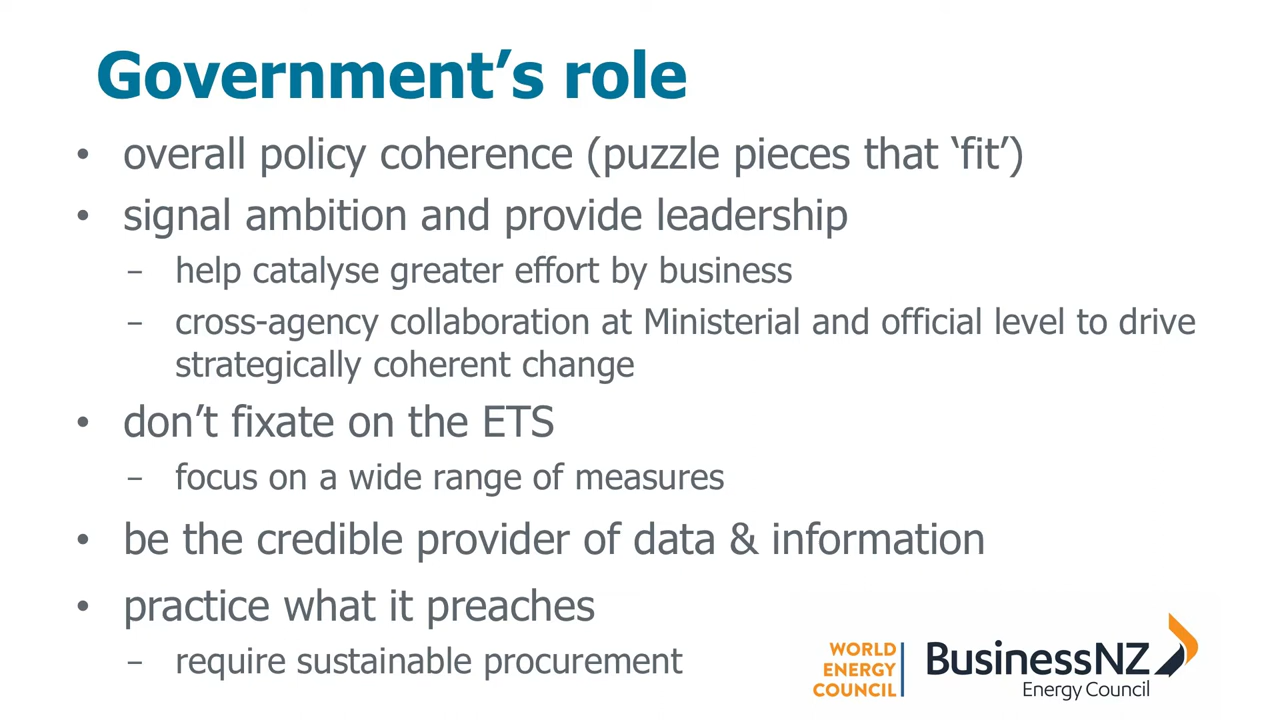 Government’s role
• overall policy coherence (puzzle pieces that ‘fit’)
• signal ambition and provide leadership
– help catalyse greater effort by business
– cross-agency collaboration at Ministerial and official level to drive
strategically coherent change
• don’t fixate on the ETS
– focus on a wide range of measures
• be the credible provider of data & information
• practice what it preaches
– require sustainable procurement
WORLD
ENERGY
COUNCIL
BusinessNZ
Energy Council